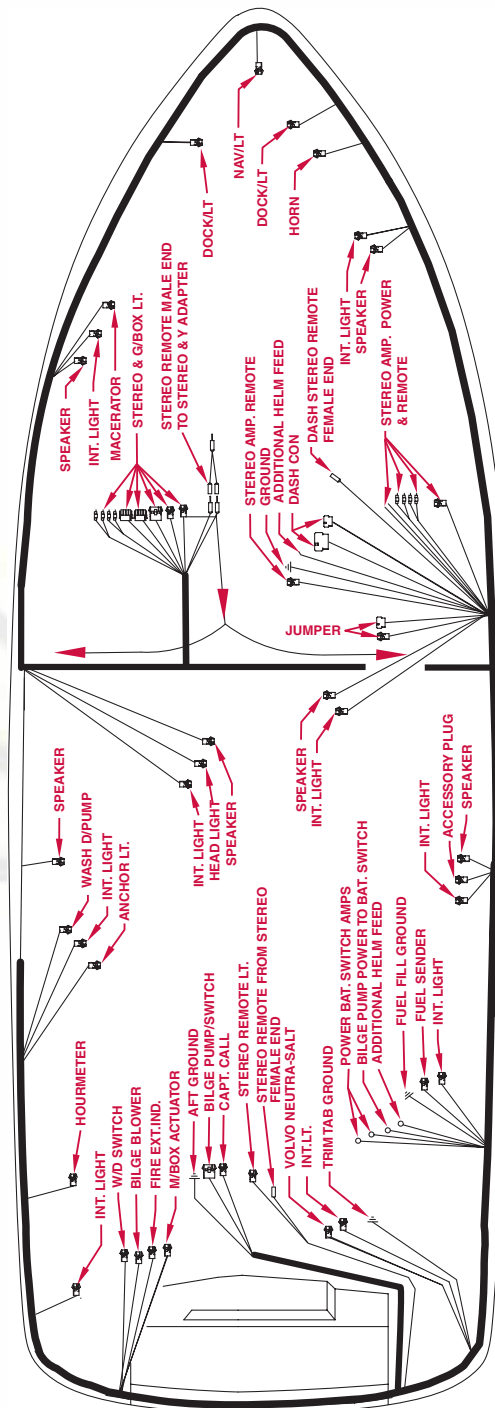 NAV/LT
DOCK/LT
DOCK/LT
HORN
INT. LIGHT
SPEAKER
SPEAKER
INT. LIGHT
MACERATOR
STEREO & G/BOX LT.
STEREO REMOTE MALE END
TO STEREO & Y ADAPTER
STEREO AMP. REMOTE
GROUND
ADDITIONAL HELM FEED
DASH CON
DASH STEREO REMOTE
FEMALE END
STEREO AMP. POWER
& REMOTE
JUMPER
SPEAKER
INT. LIGHT
INT. LIGHT
HEAD LIGHT
SPEAKER
SPEAKER
WASH D/PUMP
INT. LIGHT
ANCHOR LT.
INT. LIGHT
ACCESSORY PLUG
SPEAKER
HOURMETER
INT. LIGHT
W/D SWITCH
BILGE BLOWER
FIRE EXT.IND.
M/BOX ACTUATOR
AFT GROUND
BILGE PUMP/SWITCH
CAPT. CALL
STEREO REMOTE LT.
STEREO REMOTE FROM STEREO
FEMALE END
VOLVO NEUTRA-SALT
INT.LT.
TRIM TAB GROUND
POWER BAT. SWITCH AMPS
BILGE PUMP POWER TO BAT. SWITCH
ADDITIONAL HELM FEED
FUEL FILL GROUND
FUEL SENDER
INT. LIGHT